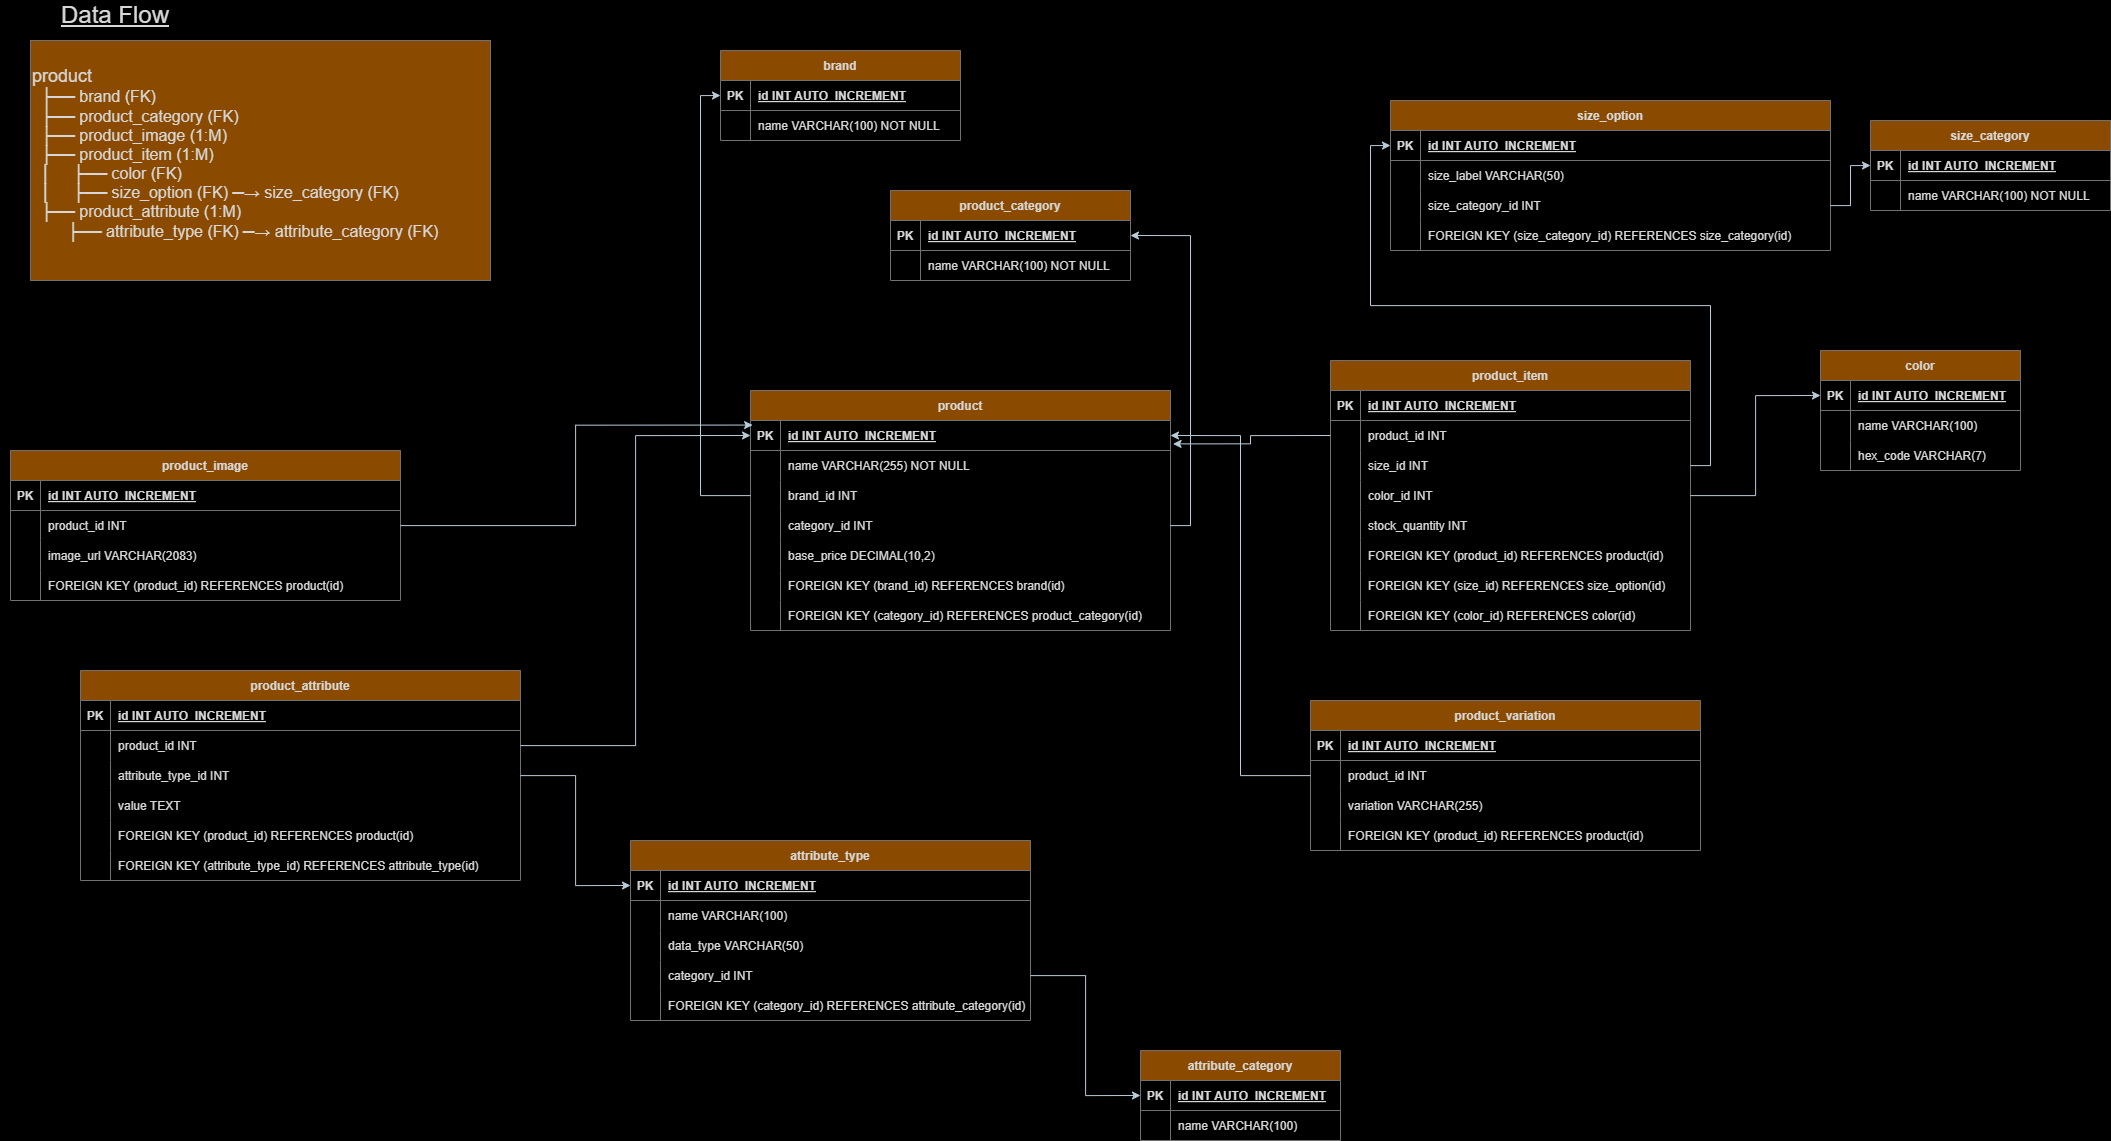 Data Flow
product
├── brand (FK)
├── product_category (FK)
├── product_image (1:M)
├── product_item (1:M)
│ ├── color (FK)
│ ├── size_option (FK) ─→ size_category (FK)
├── product_attribute (1:M)
├── attribute_type (FK) ─→ attribute_category (FK)
brand
PK id INT AUTO_INCREMENT
name VARCHAR(100) NOT NULL
product_category
PK id INT AUTO_INCREMENT
name VARCHAR(100) NOT NULL
size_option
PK id INT AUTO_INCREMENT
size_label VARCHAR(50)
size_category_id INT
FOREIGN KEY (size_category_id) REFERENCES size_category(id)
size_category
PK id INT AUTO_INCREMENT
name VARCHAR(100) NOT NULL
product
PK id INT AUTO_INCREMENT
name VARCHAR(255) NOT NULL
brand_id INT
category_id INT
base_price DECIMAL(10,2)
FOREIGN KEY (brand_id) REFERENCES brand(id)
FOREIGN KEY (category_id) REFERENCES product_category(id)
product_item
PK id INT AUTO_INCREMENT
product_id INT
size_id INT
color_id INT
stock_quantity INT
FOREIGN KEY (product_id) REFERENCES product(id)
FOREIGN KEY (size_id) REFERENCES size_option(id)
FOREIGN KEY (color_id) REFERENCES color(id)
color
PK id INT AUTO_INCREMENT
name VARCHAR(100)
hex_code VARCHAR(7)
product_image
PK id INT AUTO_INCREMENT
product_id INT
image_url VARCHAR(2083)
FOREIGN KEY (product_id) REFERENCES product(id)
product_attribute
PK id INT AUTO_INCREMENT
product_id INT
attribute_type_id INT
value TEXT
FOREIGN KEY (product_id) REFERENCES product(id)
FOREIGN KEY (attribute_type_id) REFERENCES attribute_type(id)
product_variation
PK id INT AUTO_INCREMENT
product_id INT
variation VARCHAR(255)
FOREIGN KEY (product_id) REFERENCES product(id)
attribute_type
PK id INT AUTO_INCREMENT
name VARCHAR(100)
data_type VARCHAR(50)
category_id INT
FOREIGN KEY (category_id) REFERENCES attribute_category(id)
attribute_category
PK id INT AUTO_INCREMENT
name VARCHAR(100)